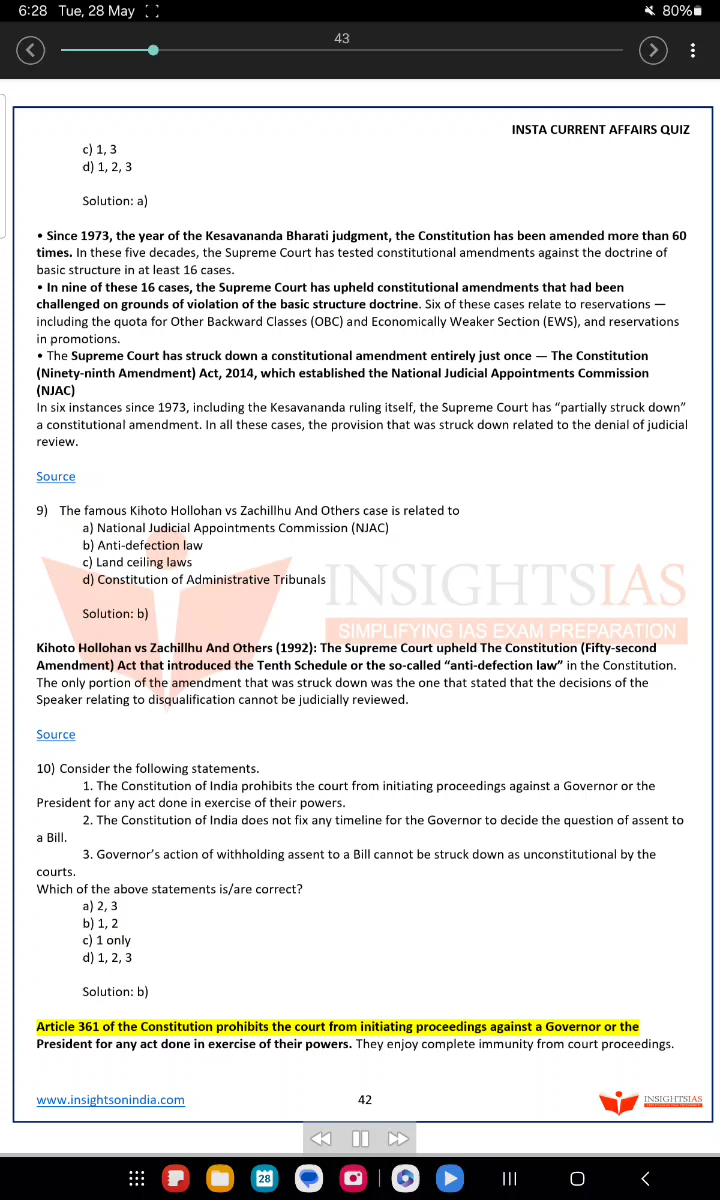 6:28 Tue, 28 May
80%
43
INSTA CURRENT AFFAIRS QUIZ
c) 1, 3
d) 1, 2, 3
Solution: a)
• Since 1973, the year of the Kesavananda Bharati judgment, the Constitution has been amended more than 60
times. In these five decades, the Supreme Court has tested constitutional amendments against the doctrine of
basic structure in at least 16 cases.
• In nine of these 16 cases, the Supreme Court has upheld constitutional amendments that had been
challenged on grounds of violation of the basic structure doctrine. Six of these cases relate to reservations —
including the quota for Other Backward Classes (OBC) and Economically Weaker Section (EWS), and reservations
in promotions.
• The Supreme Court has struck down a constitutional amendment entirely just once — The Constitution
(Ninety-ninth Amendment) Act, 2014, which established the National Judicial Appointments Commission
(NJAC)
In six instances since 1973, including the Kesavananda ruling itself, the Supreme Court has “partially struck down”
a constitutional amendment. In all these cases, the provision that was struck down related to the denial of judicial
review.
Source
9) The famous Kihoto Hollohan vs Zachillhu And Others case is related to
a) National Judicial Appointments Commission (NJAC)
b) Anti-defection law
c) Land ceiling laws
d) Constitution of Administrative Tribunals
INSIGHTSIAS
SIMPLIFYING IAS EXAM PREPARATION
Solution: b)
Kihoto Hollohan vs Zachillhu And Others (1992): The Supreme Court upheld The Constitution (Fifty-second
Amendment) Act that introduced the Tenth Schedule or the so-called “anti-defection law” in the Constitution.
The only portion of the amendment that was struck down was the one that stated that the decisions of the
Speaker relating to disqualification cannot be judicially reviewed.
Source
10) Consider the following statements.
1. The Constitution of India prohibits the court from initiating proceedings against a Governor or the
President for any act done in exercise of their powers.
2. The Constitution of India does not fix any timeline for the Governor to decide the question of assent to
a Bill.
3. Governor’s action of withholding assent to a Bill cannot be struck down as unconstitutional by the
courts.
Which of the above statements is/are correct?
a) 2, 3
b) 1, 2
c) 1 only
d) 1, 2, 3
Solution: b)
Article 361 of the Constitution prohibits the court from initiating proceedings against a Governor or the
President for any act done in exercise of their powers. They enjoy complete immunity from court proceedings.
www.insightsonindia.com
42
INSIGHTSIAS
28